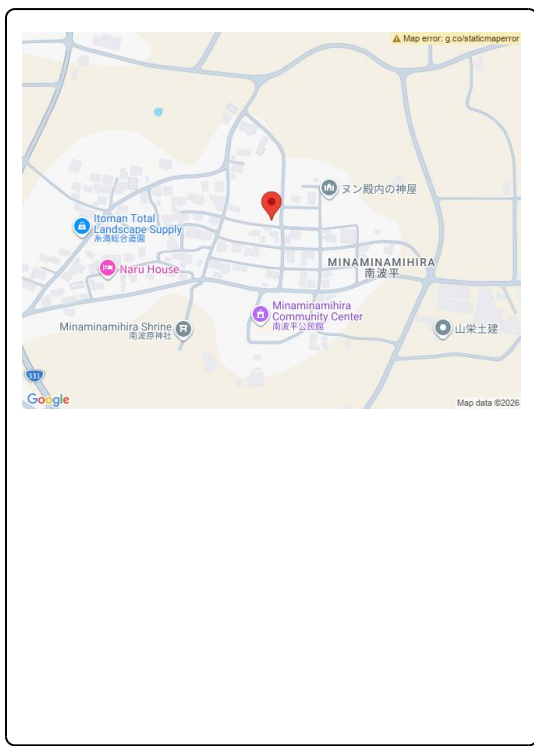 Map error: g.co/staticmaperror
ヌン殿内の神屋
Itoman Total
Landscape Supply
糸満総合造園
MINAMINAMIHIRA
南波平
Naru House
Minaminamihira
Community Center
南波平公民館
Minaminamihira Shrine
南波原神社
山栄土建
331
Google
Map data ©2026